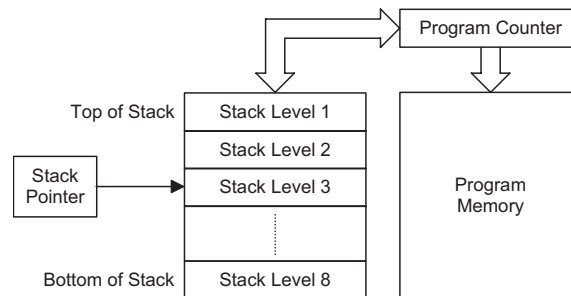 Program Counter
Top of Stack
Stack Level 1
Stack Level 2
Stack
Pointer
Stack Level 3
Program
Memory
Bottom of Stack
Stack Level 8